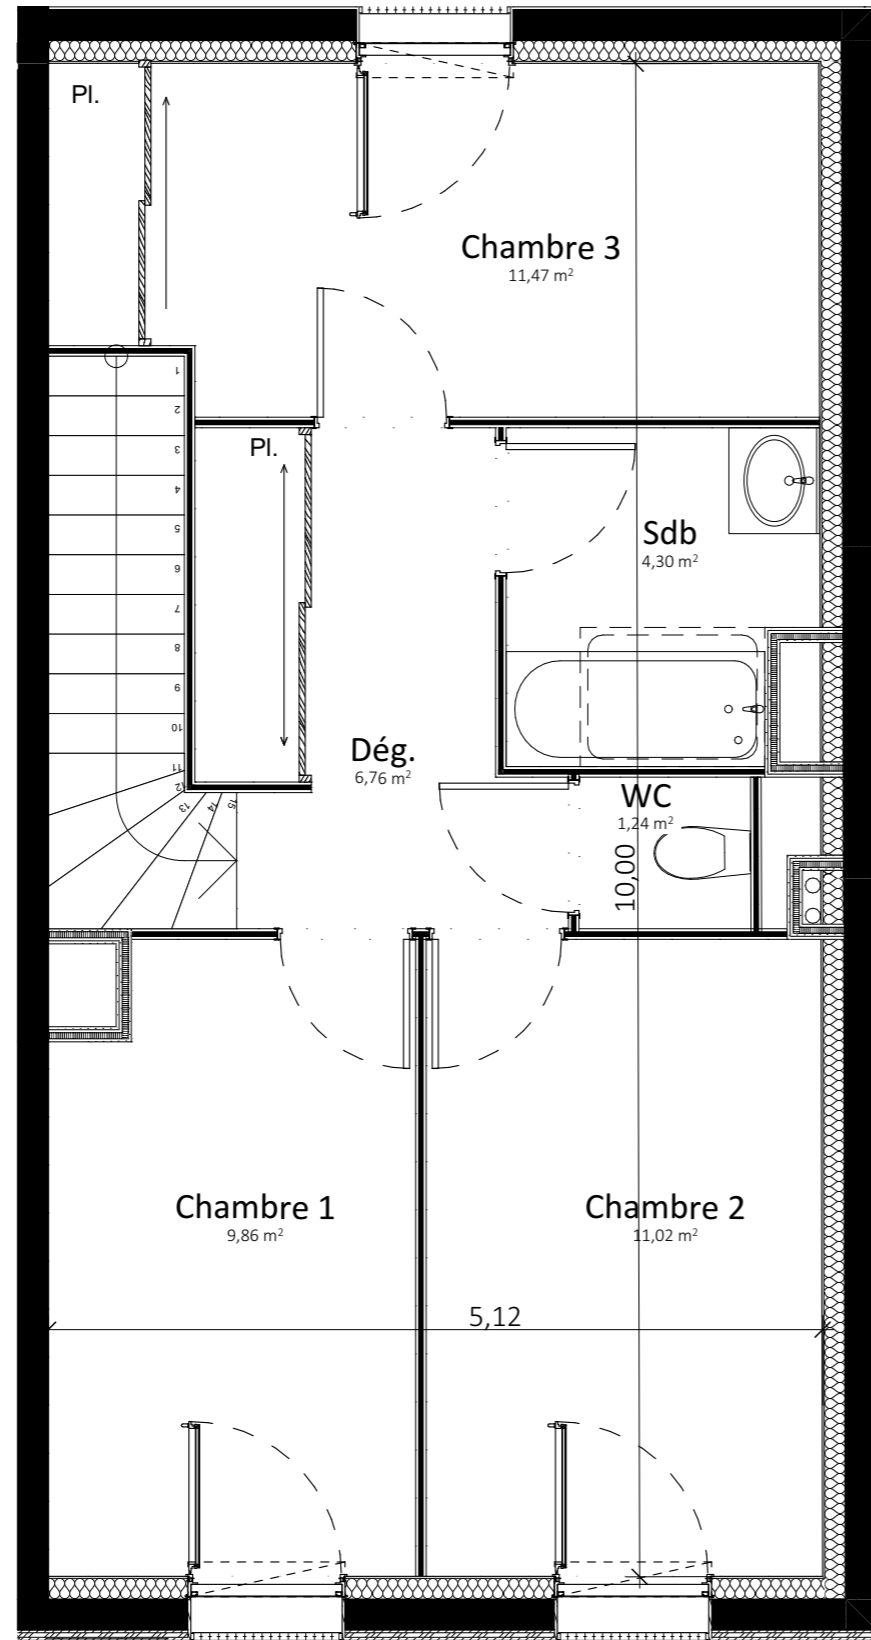 Pl.
Chambre 3
11,47 m²
1
2
3
4
5
6
7
8
9
10
11
12
13
14
15
Pl.
Sdb
4,30 m²
Dég.
6,76 m²
WC
1,24 m²
10,00
Chambre 1
9,86 m²
Chambre 2
11,02 m²
5,12